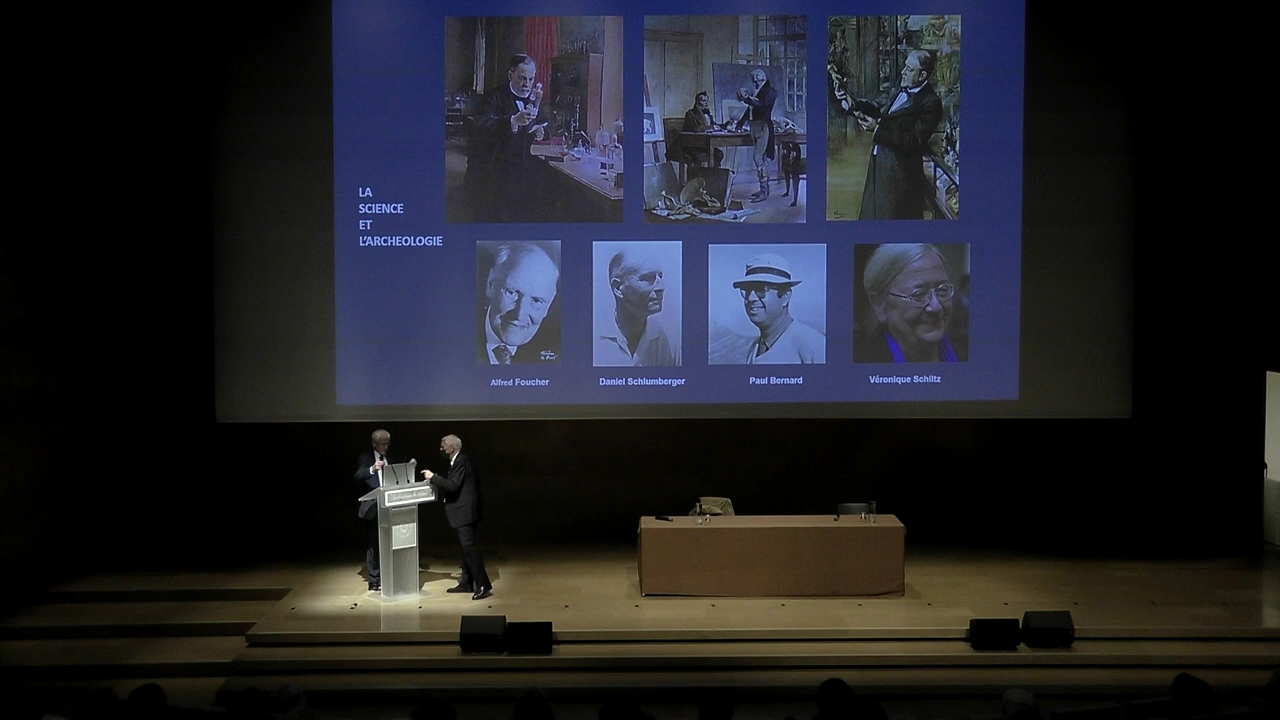 LA
SCIENCE
ET
L'ARCHEOLOGIE
Alfred Foucher
Daniel Schlumberger
Paul Bernard
Véronique Schiltz